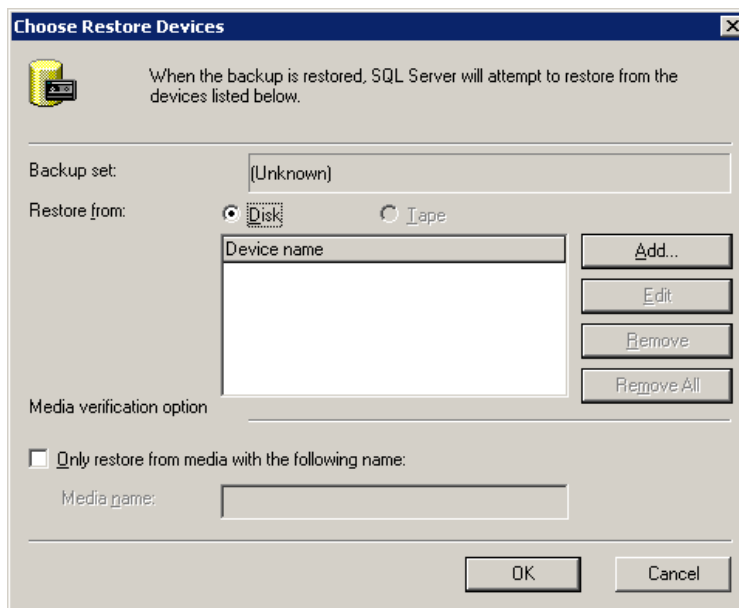 Choose Restore Devices
When the backup is restored, SQL Server will attempt to restore from the
devices listed below.
Backup set:
(Unknown)
Restore from:
Disk
Tape
Device name
Add...
Edit
Remove
Remove All
Media verification option
Only restore from media with the following name:
Media name:
OK
Cancel